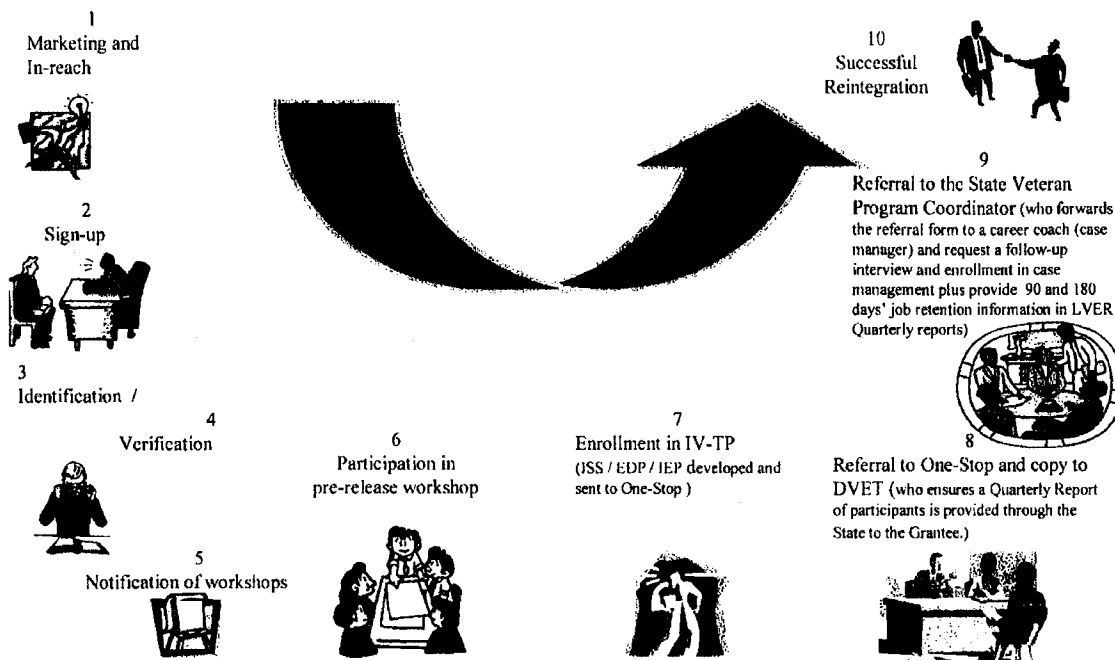 1
Marketing and
In-reach
2
Sign-up
3
Identification /
4
Verification
5
Notification of workshops
6
Participation in
pre-release workshop
7
Enrollment in IV-TP
(JSS / EDP / IEP developed and
sent to One-Stop )
8
Referral to One-Stop and copy to
DVET (who ensures a Quarterly Report
of participants is provided through the
State to the Grantee.)
9
Referral to the State Veteran
Program Coordinator (who forwards
the referral form to a career coach (case
manager) and request a follow-up
interview and enrollment in case
management plus provide 90 and 180
days' job retention information in LVER
Quarterly reports)
10
Successful
Reintegration